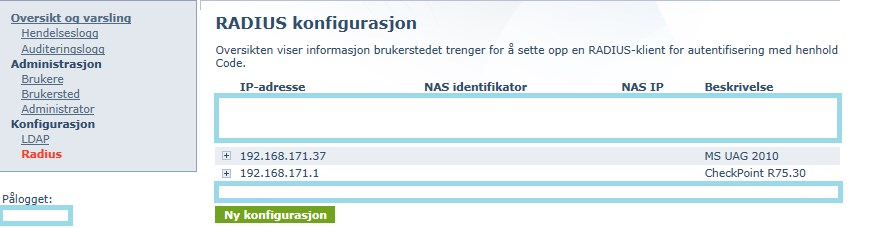 Oversikt og varsling
Hendelseslogg
Auditeringslogg
Administrasjon
Brukere
Brukersted
Administrator
Konfigurasjon
LDAP
Radius
Pålogget:
RADIUS konfigurasjon
Oversikten viser informasjon brukerstedet trenger for å sette opp en RADIUS-klient for autentifisering med henhold
Code.
IP-adresse NAS identifikator NAS IP Beskrivelse
192.168.171.37 MS UAG 2010
192.168.171.1 CheckPoint R75.30
Ny konfigurasjon